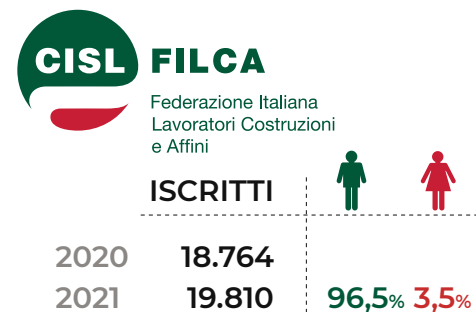 CISL FILCA
Federazione Italiana
Lavoratori Costruzioni
e Affini
ISCRITTI
2020 18.764
2021 19.810 96,5% 3,5%